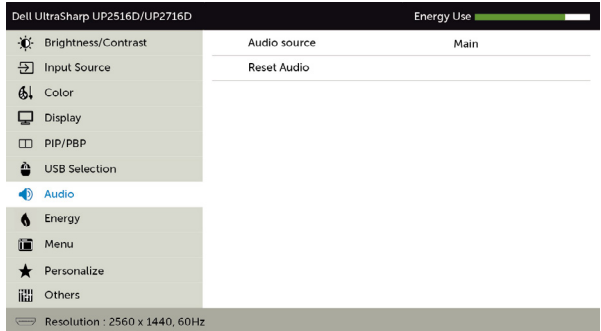 Dell UltraSharp UP2516D/UP2716D Energy Use
Brightness/Contrast
Audio source Main
Input Source
Reset Audio
Color
Display
PIP/PBP
USB Selection
Audio
Energy
Menu
Personalize
Others
Resolution : 2560 x 1440, 60Hz